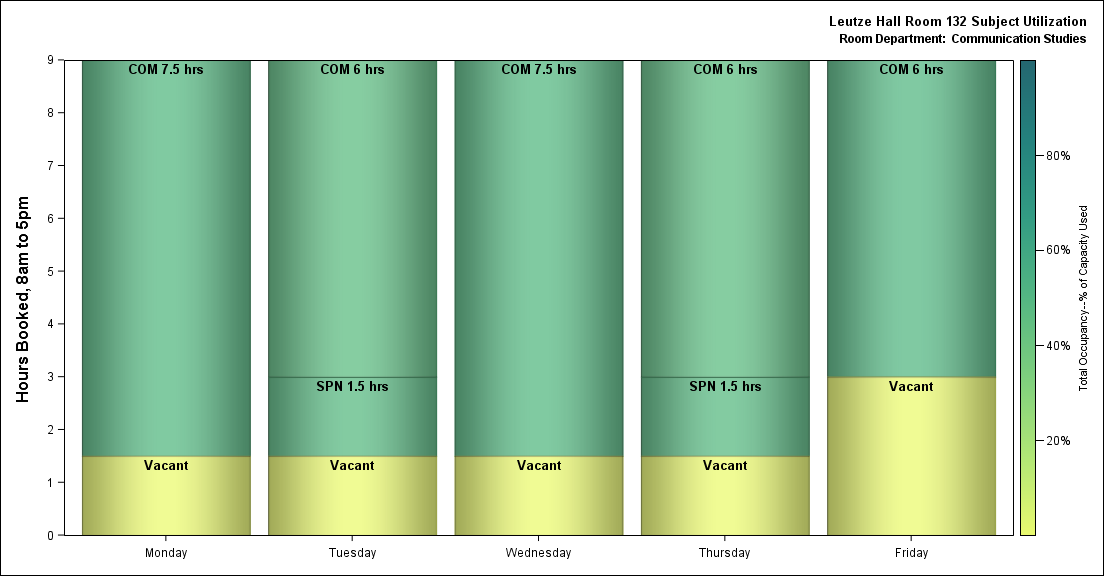 Leutze Hall Room 132 Subject Utilization
Room Department: Communication Studies
Hours Booked, 8am to 5pm
9
8
7
6
5
4
3
2
1
0
COM 7.5 hrs
Vacant
COM 6 hrs
SPN 1.5 hrs
Vacant
COM 7.5 hrs
Vacant
COM 6 hrs
SPN 1.5 hrs
Vacant
COM 6 hrs
Vacant
Monday
Tuesday
Wednesday
Thursday
Friday
80%
60%
40%
20%
Total Occupancy--% of Capacity Used